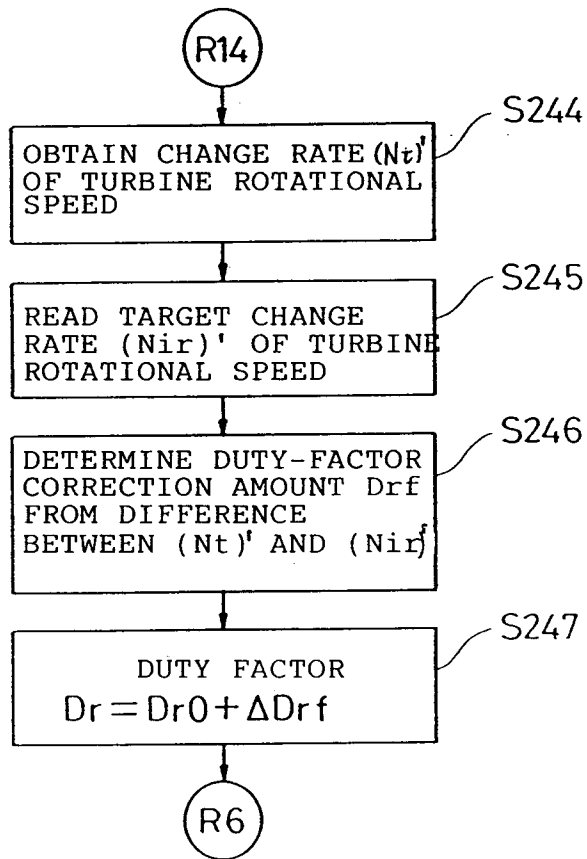 R14
S244
OBTAIN CHANGE RATE (Nt)'
OF TURBINE ROTATIONAL
SPEED
S245
READ TARGET CHANGE
RATE (Nir)' OF TURBINE
ROTATIONAL SPEED
S246
DETERMINE DUTY-FACTOR
CORRECTION AMOUNT Drf
FROM DIFFERENCE
BETWEEN (Nt)' AND (Nir)'
S247
DUTY FACTOR
Dr = Dr0 + ΔDrf
R6